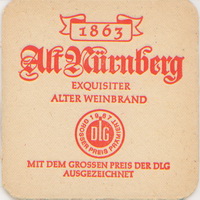 1863
Alt Nürnberg
EXQUISITER
ALTER WEINBRAND
DLG
MIT DEM GROSSEN PREIS DER DLG
AUSGEZEICHNET